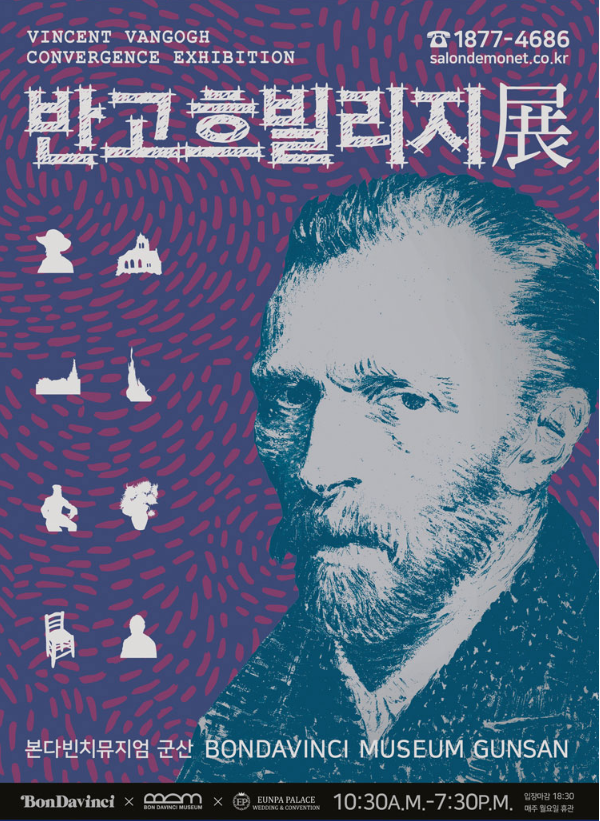 VINCENT VANGOGH
CONVERGENCE EXHIBITION
☎1877-4686
salondemonet.co.kr
반고흐빌리지展
본다빈치뮤지엄 군산 BONDAVINCI MUSEUM GUNSAN
BonDavinci × mom BON DAVINCI MUSEUM × EP EUNPA PALACE WEDDING & CONVENTION 10:30A.M.-7:30P.M.
입장마감 18:30
매주 월요일 휴관